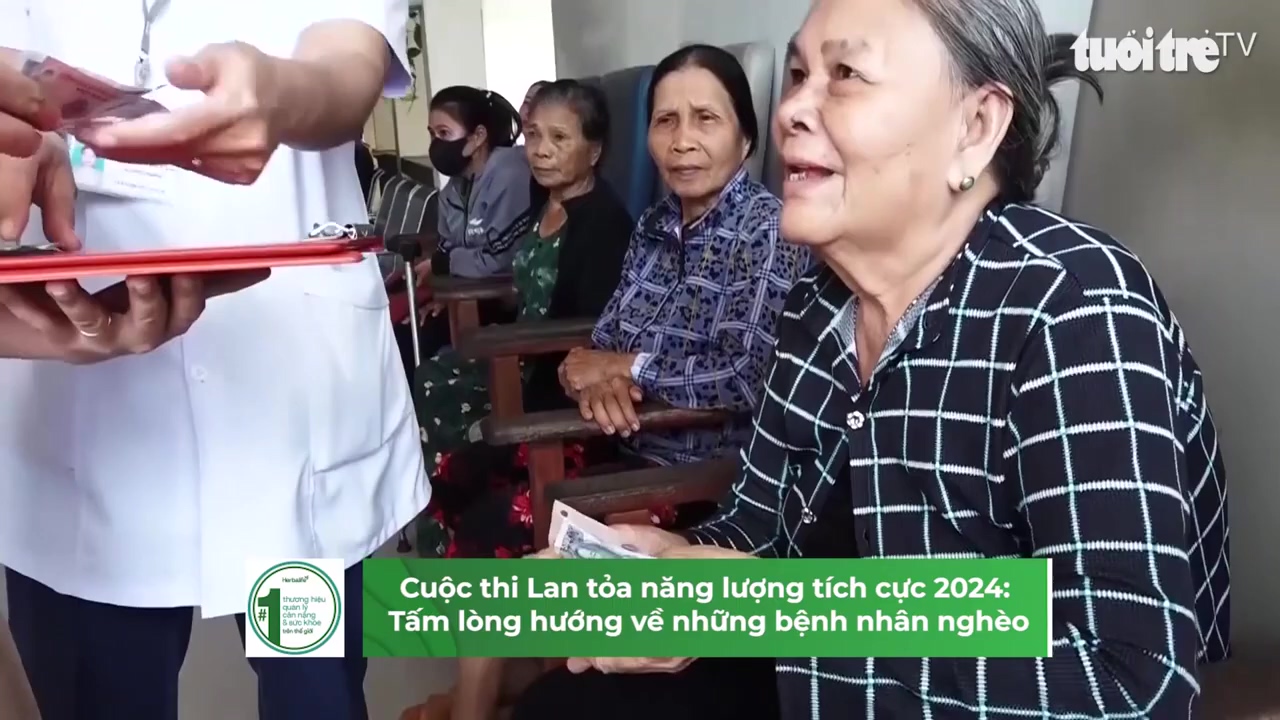 tuổi trẻ TV
Herbalife
#1
thương hiệu
quản lý
cân nặng
& sức khỏe
trên thế giới
Cuộc thi Lan tỏa năng lượng tích cực 2024:
Tấm lòng hướng về những bệnh nhân nghèo